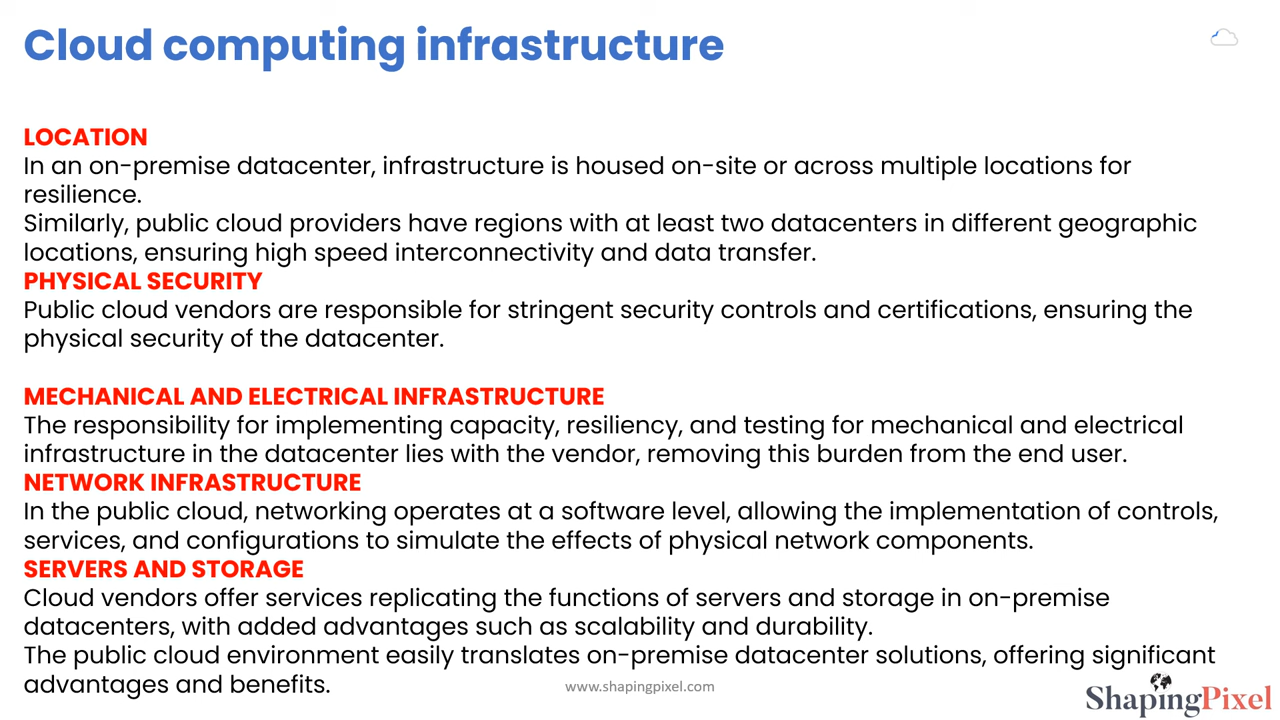 Cloud computing infrastructure
LOCATION
In an on-premise datacenter, infrastructure is housed on-site or across multiple locations for
resilience.
Similarly, public cloud providers have regions with at least two datacenters in different geographic
locations, ensuring high speed interconnectivity and data transfer.
PHYSICAL SECURITY
Public cloud vendors are responsible for stringent security controls and certifications, ensuring the
physical security of the datacenter.
MECHANICAL AND ELECTRICAL INFRASTRUCTURE
The responsibility for implementing capacity, resiliency, and testing for mechanical and electrical
infrastructure in the datacenter lies with the vendor, removing this burden from the end user.
NETWORK INFRASTRUCTURE
In the public cloud, networking operates at a software level, allowing the implementation of controls,
services, and configurations to simulate the effects of physical network components.
SERVERS AND STORAGE
Cloud vendors offer services replicating the functions of servers and storage in on-premise
datacenters, with added advantages such as scalability and durability.
The public cloud environment easily translates on-premise datacenter solutions, offering significant
advantages and benefits.
www.shapingpixel.com
ShapingPixel